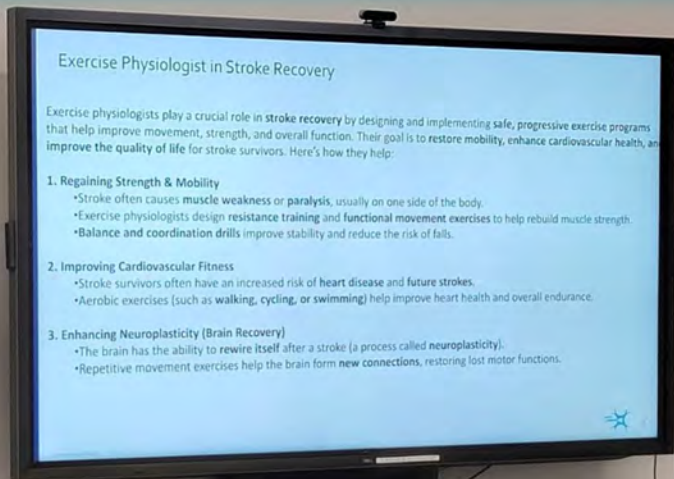 Exercise Physiologist in Stroke Recovery
Exercise physiologists play a crucial role in stroke recovery by designing and implementing safe, progressive exercise programs
that help improve movement, strength, and overall function. Their goal is to restore mobility, enhance cardiovascular health, an
improve the quality of life for stroke survivors. Here's how they help:
1. Regaining Strength & Mobility
•Stroke often causes muscle weakness or paralysis, usually on one side of the body.
•Exercise physiologists design resistance training and functional movement exercises to help rebuild muscle strength.
•Balance and coordination drills improve stability and reduce the risk of falls.
2. Improving Cardiovascular Fitness
•Stroke survivors often have an increased risk of heart disease and future strokes.
•Aerobic exercises (such as walking, cycling, or swimming) help improve heart health and overall endurance.
3. Enhancing Neuroplasticity (Brain Recovery)
•The brain has the ability to rewire itself after a stroke (a process called neuroplasticity).
•Repetitive movement exercises help the brain form new connections, restoring lost motor functions.